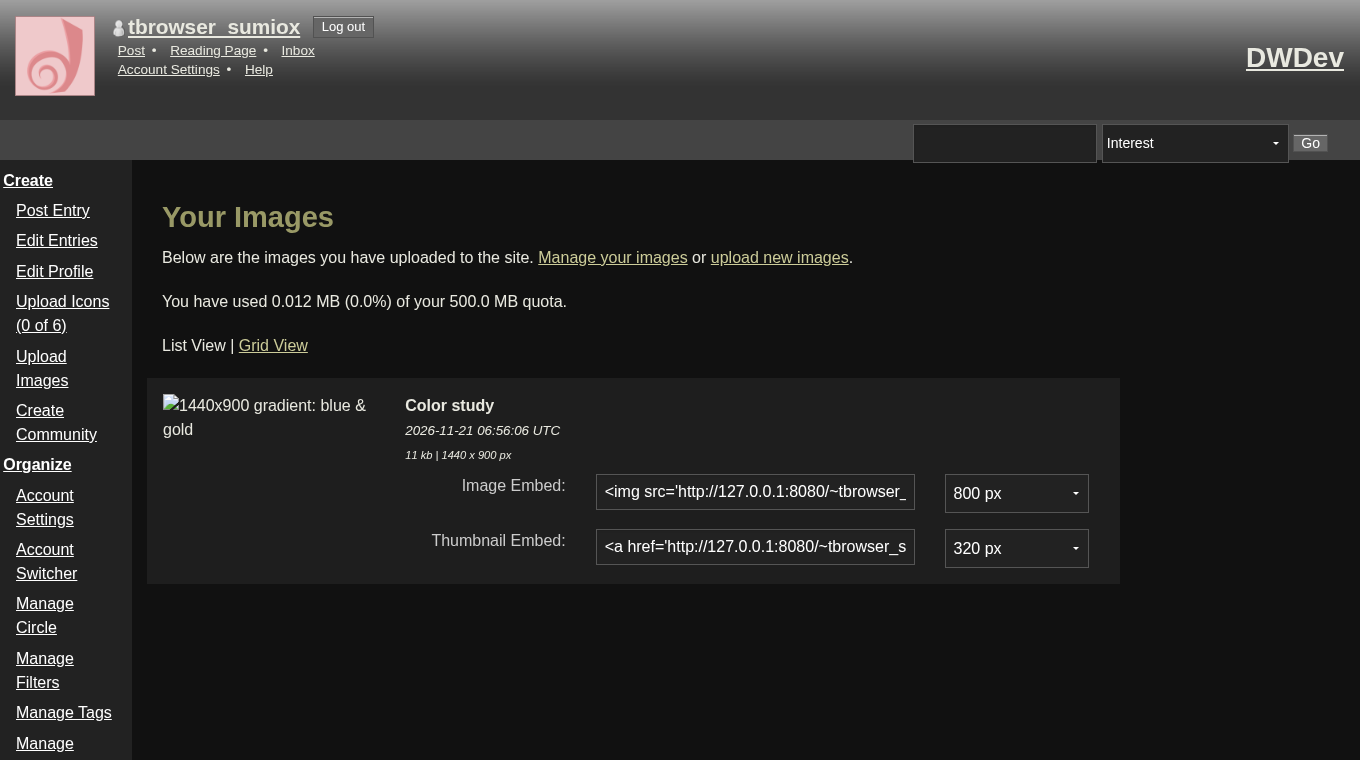 tbrowser_sumiox Log out
Post • Reading Page • Inbox
Account Settings • Help
DWDev
Interest Go
Create
Post Entry
Edit Entries
Edit Profile
Upload Icons
(0 of 6)
Upload
Images
Create
Community
Organize
Account
Settings
Account
Switcher
Manage
Circle
Manage
Filters
Manage Tags
Manage
Your Images
Below are the images you have uploaded to the site. Manage your images or upload new images.
You have used 0.012 MB (0.0%) of your 500.0 MB quota.
List View | Grid View
1440x900 gradient: blue &
gold
Color study
2026-11-21 06:56:06 UTC
11 kb | 1440 x 900 px
Image Embed: <img src='http://127.0.0.1:8080/~tbrowser_ 800 px
Thumbnail Embed: <a href='http://127.0.0.1:8080/~tbrowser_s 320 px